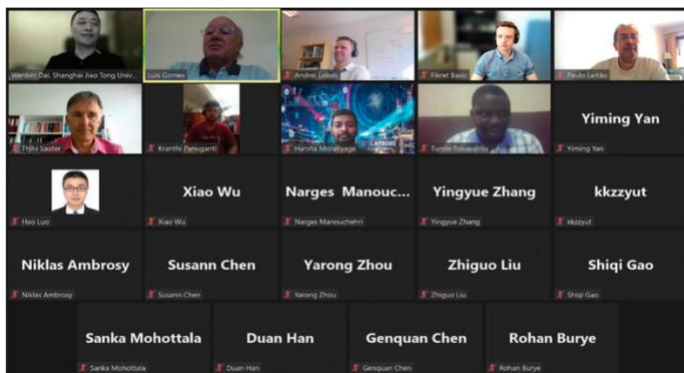 Wenbin Dai, Shanghai Jiao Tong Univ...
Luis Gomes
Andrei Lobov
Fikret Basic
Paulo Leitão
Yiming Yan
Thilo Sauter
Kranthi Panuganti
Harsha Moraliyage
Tunde
Yiming Yan
Xiao Wu
Narges Manouc...
Yingyue Zhang
kkzzyut
Hao Luo
Xiao Wu
Narges Manouchehri
Yingyue Zhang
kkzzyut
Niklas Ambrosy
Susann Chen
Yarong Zhou
Zhiguo Liu
Shiqi Gao
Niklas Ambrosy
Susann Chen
Yarong Zhou
Zhiguo Liu
Shiqi Gao
Sanka Mohottala
Duan Han
Genquan Chen
Rohan Burye
Sanka Mohottala
Duan Han
Genquan Chen
Rohan Burye